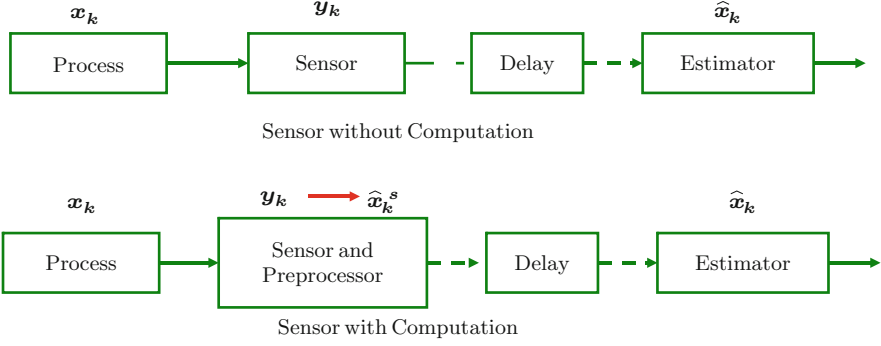 x_k y_k x̂_k
Process Sensor Delay Estimator
Sensor without Computation
x_k y_k x̂_k^s x̂_k
Process Sensor and Preprocessor Delay Estimator
Sensor with Computation